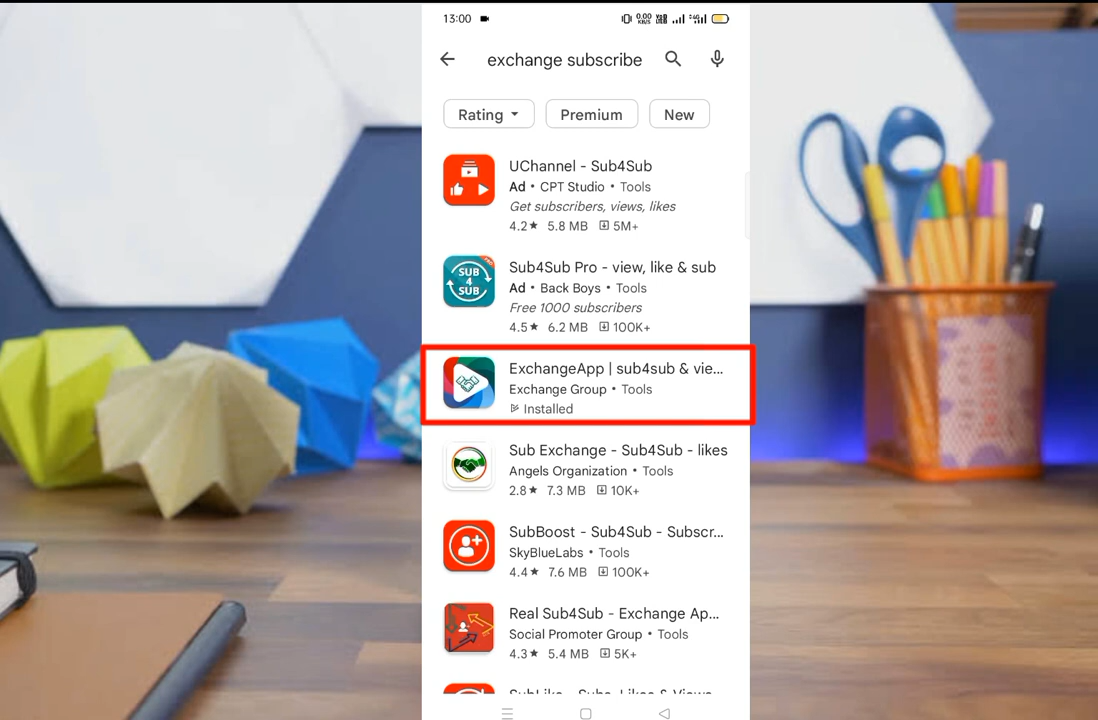 13:00
0.00
KB/S
exchange subscribe
Rating
Premium
New
UChannel - Sub4Sub
Ad • CPT Studio • Tools
Get subscribers, views, likes
4.2★ 5.8 MB 5M+
SUB
4
SUB
Sub4Sub Pro - view, like & sub
Ad • Back Boys • Tools
Free 1000 subscribers
4.5★ 6.2 MB 100K+
ExchangeApp | sub4sub & vie...
Exchange Group • Tools
Installed
Sub Exchange - Sub4Sub - likes
Angels Organization • Tools
2.8★ 7.3 MB 10K+
SubBoost - Sub4Sub - Subscr...
SkyBlueLabs • Tools
4.4★ 7.6 MB 100K+
Real Sub4Sub - Exchange Ap...
Social Promoter Group • Tools
4.3★ 5.4 MB 5K+